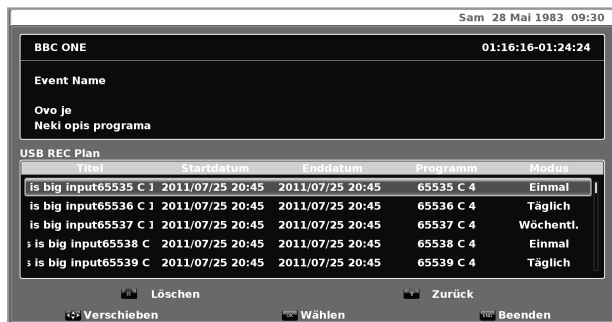 Sam 28 Mai 1983 09:30
BBC ONE 01:16:16-01:24:24
Event Name
Ovo je
Neki opis programa
USB REC Plan
Titel Startdatum Enddatum Programm Modus
is big input65535 C 1 2011/07/25 20:45 2011/07/25 20:45 65535 C 4 Einmal
is big input65536 C 1 2011/07/25 20:45 2011/07/25 20:45 65536 C 4 Täglich
is big input65537 C 1 2011/07/25 20:45 2011/07/25 20:45 65537 C 4 Wöchentl.
s is big input65538 C 2011/07/25 20:45 2011/07/25 20:45 65538 C 4 Einmal
s is big input65539 C 2011/07/25 20:45 2011/07/25 20:45 65539 C 4 Täglich
R Löschen Y Zurück
Verschieben OK Wählen END Beenden